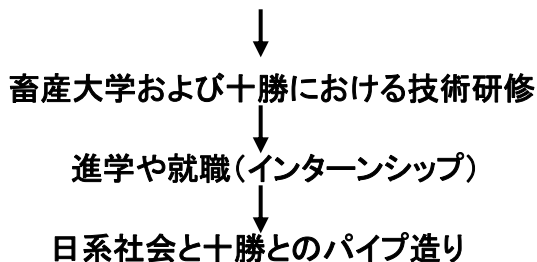 畜産大学および十勝における技術研修
進学や就職（インターンシップ）
日系社会と十勝とのパイプ造り